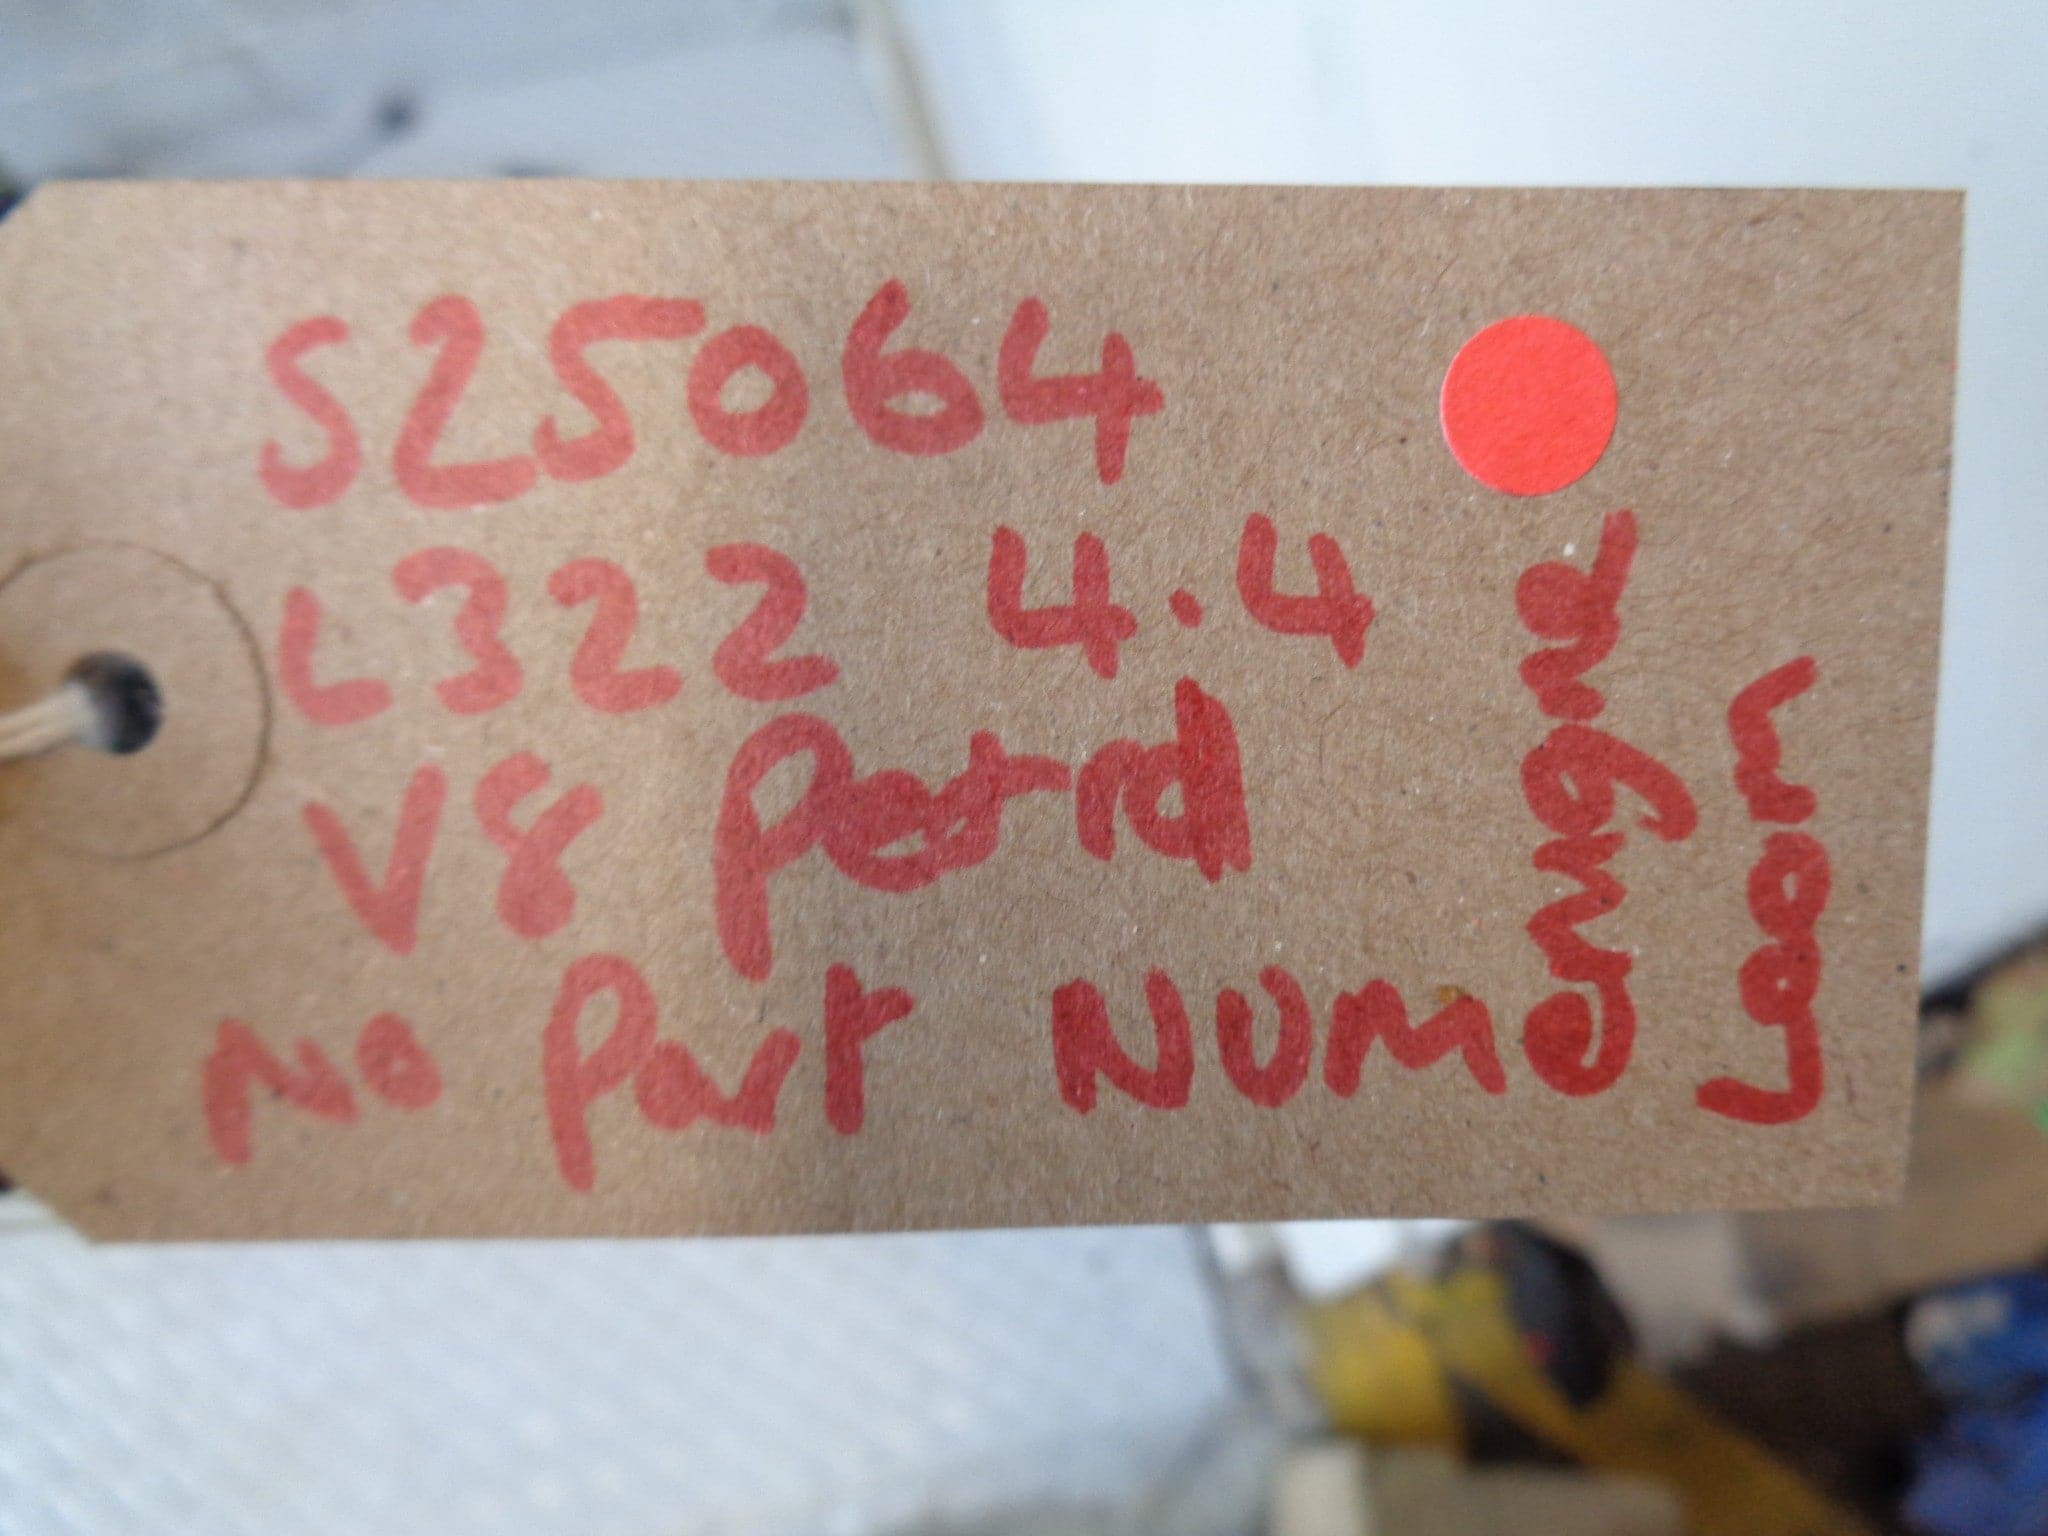 S25064
L322 4.4
V8 Petrol
No Part Num
engine
Loom